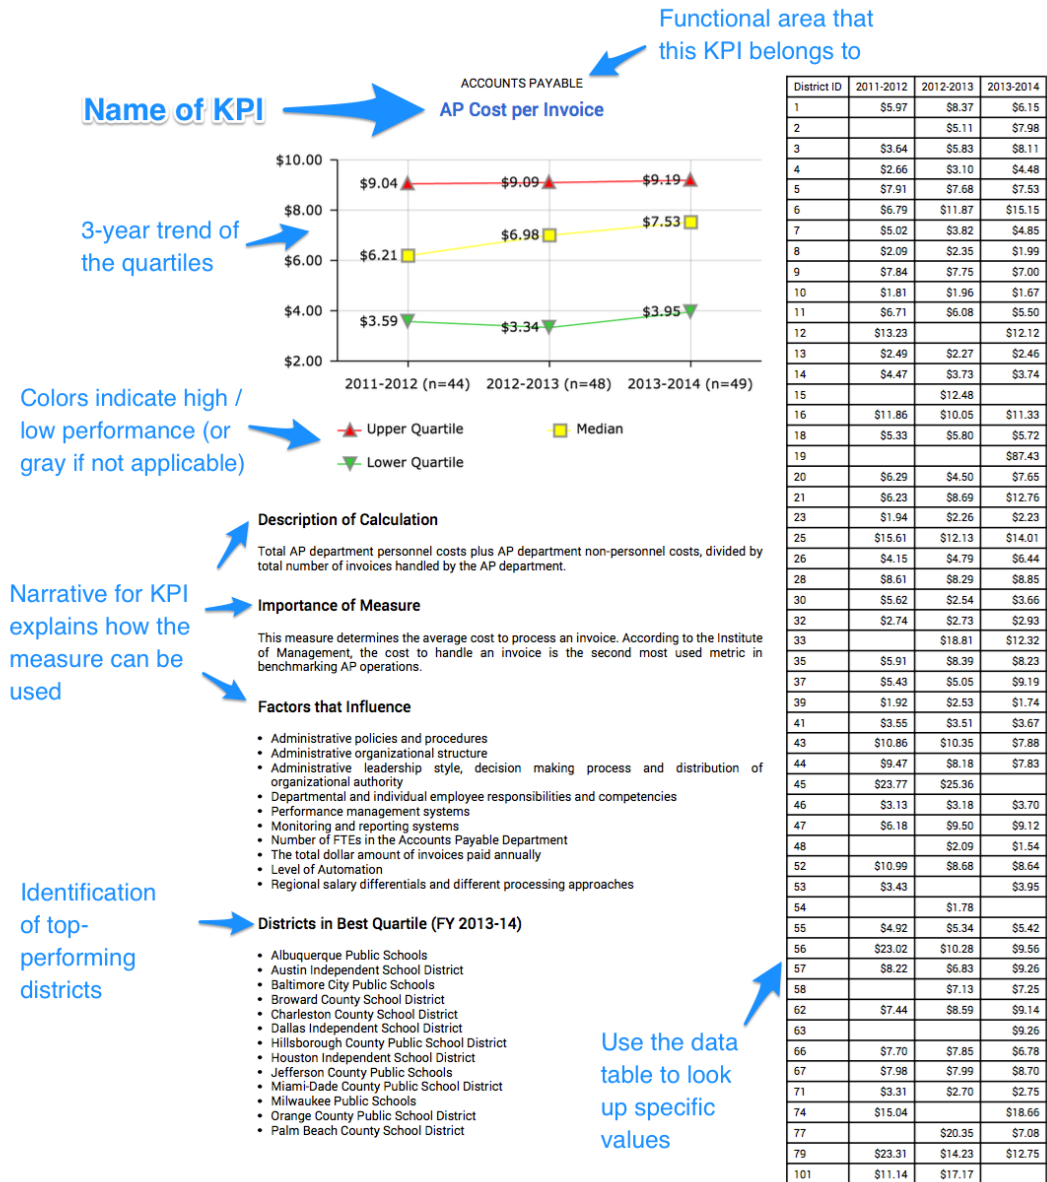 Functional area that
this KPI belongs to
ACCOUNTS PAYABLE
Name of KPI
AP Cost per Invoice
$10.00
$8.00
$6.00
$4.00
$2.00
$9.04
$9.09
$9.19
$6.21
$6.98
$7.53
$3.59
$3.34
$3.95
2011-2012 (n=44) 2012-2013 (n=48) 2013-2014 (n=49)
Upper Quartile
Median
Lower Quartile
3-year trend of
the quartiles
Colors indicate high /
low performance (or
gray if not applicable)
Description of Calculation
Total AP department personnel costs plus AP department non-personnel costs, divided by
total number of invoices handled by the AP department.
Narrative for KPI
explains how the
measure can be
used
Importance of Measure
This measure determines the average cost to process an invoice. According to the Institute
of Management, the cost to handle an invoice is the second most used metric in
benchmarking AP operations.
Factors that Influence
• Administrative policies and procedures
• Administrative organizational structure
• Administrative leadership style, decision making process and distribution of
organizational authority
• Departmental and individual employee responsibilities and competencies
• Performance management systems
• Monitoring and reporting systems
• Number of FTEs in the Accounts Payable Department
• The total dollar amount of invoices paid annually
• Level of Automation
• Regional salary differentials and different processing approaches
Identification
of top-
performing
districts
Districts in Best Quartile (FY 2013-14)
• Albuquerque Public Schools
• Austin Independent School District
• Baltimore City Public Schools
• Broward County School District
• Charleston County School District
• Dallas Independent School District
• Hillsborough County Public School District
• Houston Independent School District
• Jefferson County Public Schools
• Miami-Dade County Public School District
• Milwaukee Public Schools
• Orange County Public School District
• Palm Beach County School District
Use the data
table to look
up specific
values
District ID 2011-2012 2012-2013 2013-2014
1 $5.97 $8.37 $6.15
2 $5.11 $7.98
3 $3.64 $5.83 $8.11
4 $2.66 $3.10 $4.48
5 $7.91 $7.68 $7.53
6 $6.79 $11.87 $15.15
7 $5.02 $3.82 $4.85
8 $2.09 $2.35 $1.99
9 $7.84 $7.75 $7.00
10 $1.81 $1.96 $1.67
11 $6.71 $6.08 $5.50
12 $13.23 $12.12
13 $2.49 $2.27 $2.46
14 $4.47 $3.73 $3.74
15 $12.48
16 $11.86 $10.05 $11.33
18 $5.33 $5.80 $5.72
19 $87.43
20 $6.29 $4.50 $7.65
21 $6.23 $8.69 $12.76
23 $1.94 $2.26 $2.23
25 $15.61 $12.13 $14.01
26 $4.15 $4.79 $6.44
28 $8.61 $8.29 $8.85
30 $5.62 $2.54 $3.66
32 $2.74 $2.73 $2.93
33 $18.81 $12.32
35 $5.91 $8.39 $8.23
37 $5.43 $5.05 $9.19
39 $1.92 $2.53 $1.74
41 $3.55 $3.51 $3.67
43 $10.86 $10.35 $7.88
44 $9.47 $8.18 $7.83
45 $23.77 $25.36
46 $3.13 $3.18 $3.70
47 $6.18 $9.50 $9.12
48 $2.09 $1.54
52 $10.99 $8.68 $8.64
53 $3.43 $3.95
54 $1.78
55 $4.92 $5.34 $5.42
56 $23.02 $10.28 $9.56
57 $8.22 $6.83 $9.26
58 $7.13 $7.25
62 $7.44 $8.59 $9.14
63 $9.26
66 $7.70 $7.85 $6.78
67 $7.98 $7.99 $8.70
71 $3.31 $2.70 $2.75
74 $15.04 $18.66
77 $20.35 $7.08
79 $23.31 $14.23 $12.75
101 $11.14 $17.17